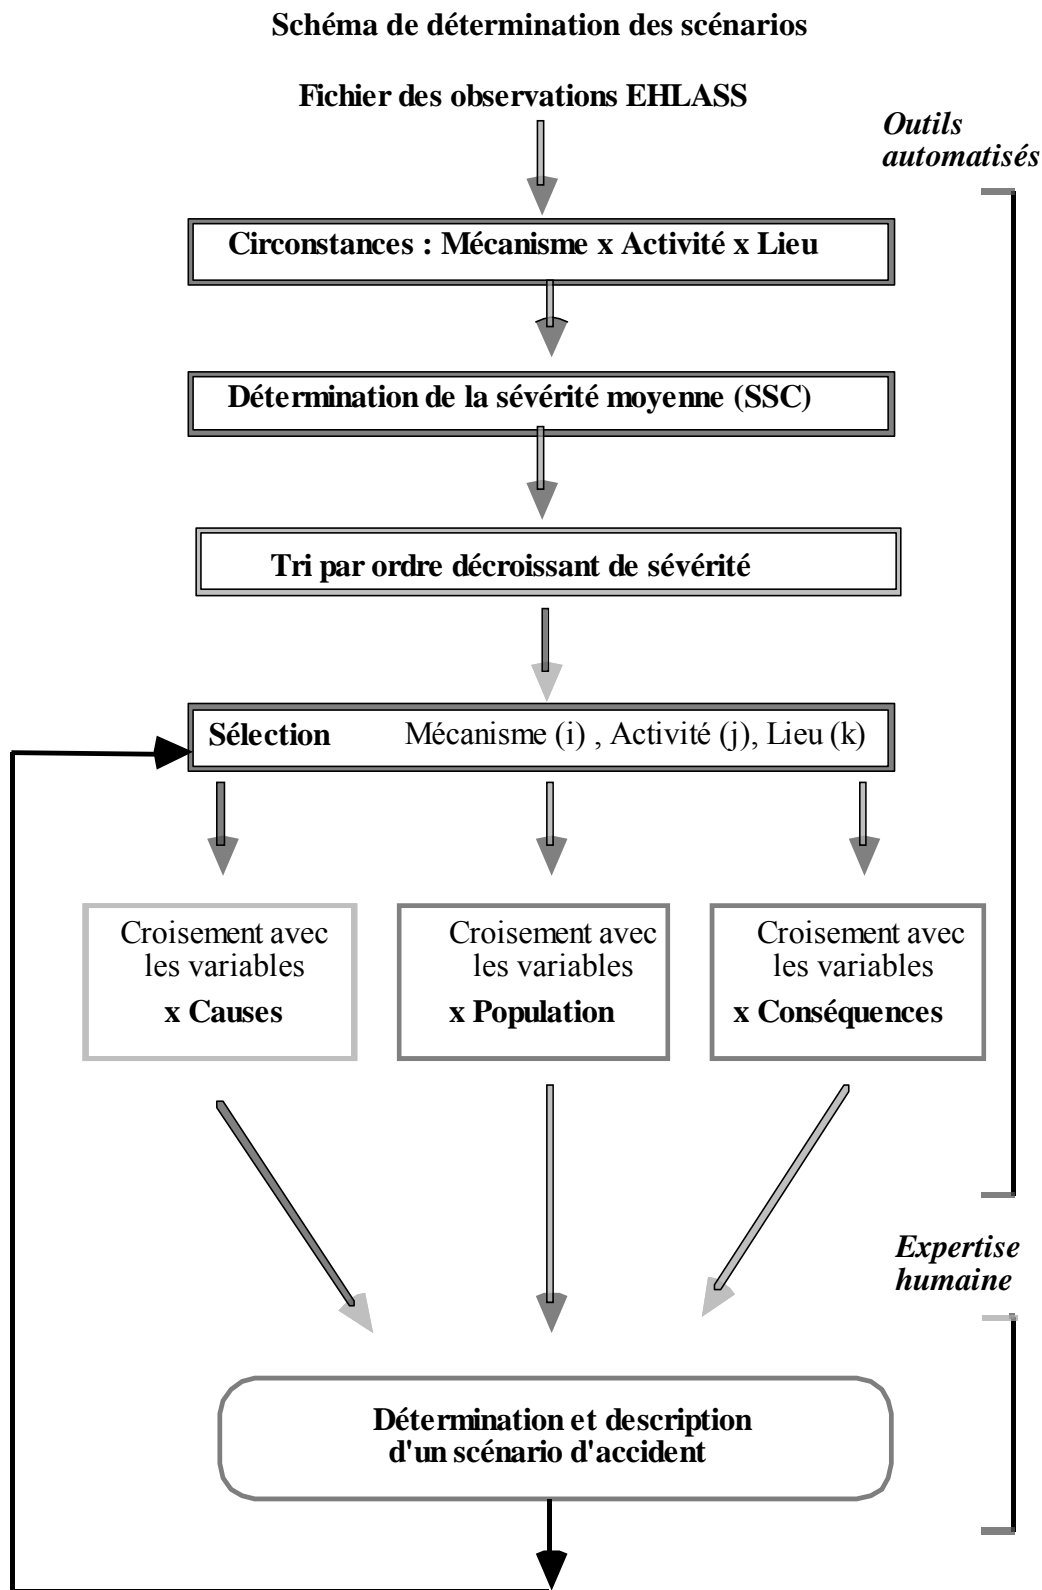 Schéma de détermination des scénarios
Fichier des observations EHLASS
Outils
automatisés
Circonstances : Mécanisme x Activité x Lieu
Détermination de la sévérité moyenne (SSC)
Tri par ordre décroissant de sévérité
Sélection Mécanisme (i) , Activité (j), Lieu (k)
Croisement avec
les variables
x Causes
Croisement avec
les variables
x Population
Croisement avec
les variables
x Conséquences
Expertise
humaine
Détermination et description
d'un scénario d'accident